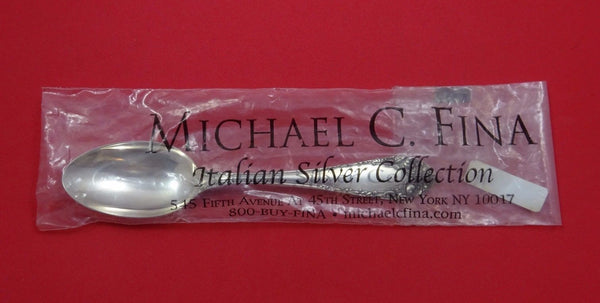 MICHAEL C. FINA
Italian Silver Collection
545 FIFTH AVENUE AT 45TH STREET, NEW YORK NY 10017
800-BUY-FINA • michaelcfina.com